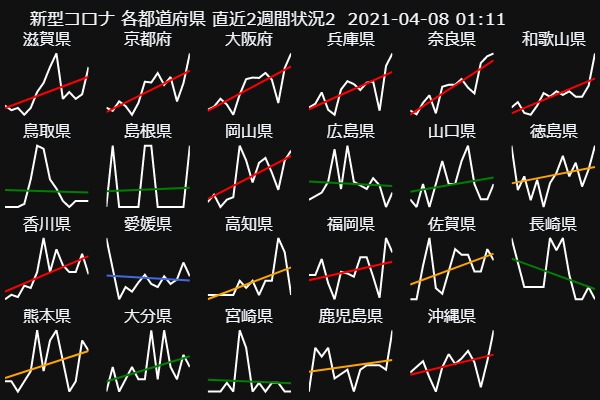 新型コロナ 各都道府県 直近2週間状況2 2021-04-08 01:11
滋賀県 京都府 大阪府 兵庫県 奈良県 和歌山県
鳥取県 島根県 岡山県 広島県 山口県 徳島県
香川県 愛媛県 高知県 福岡県 佐賀県 長崎県
熊本県 大分県 宮崎県 鹿児島県 沖縄県